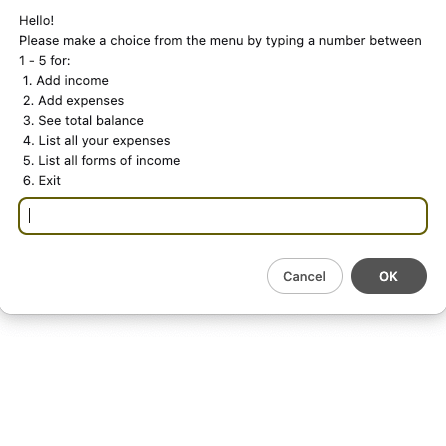 Hello!
Please make a choice from the menu by typing a number between
1 - 5 for:
1. Add income
2. Add expenses
3. See total balance
4. List all your expenses
5. List all forms of income
6. Exit
Cancel
OK